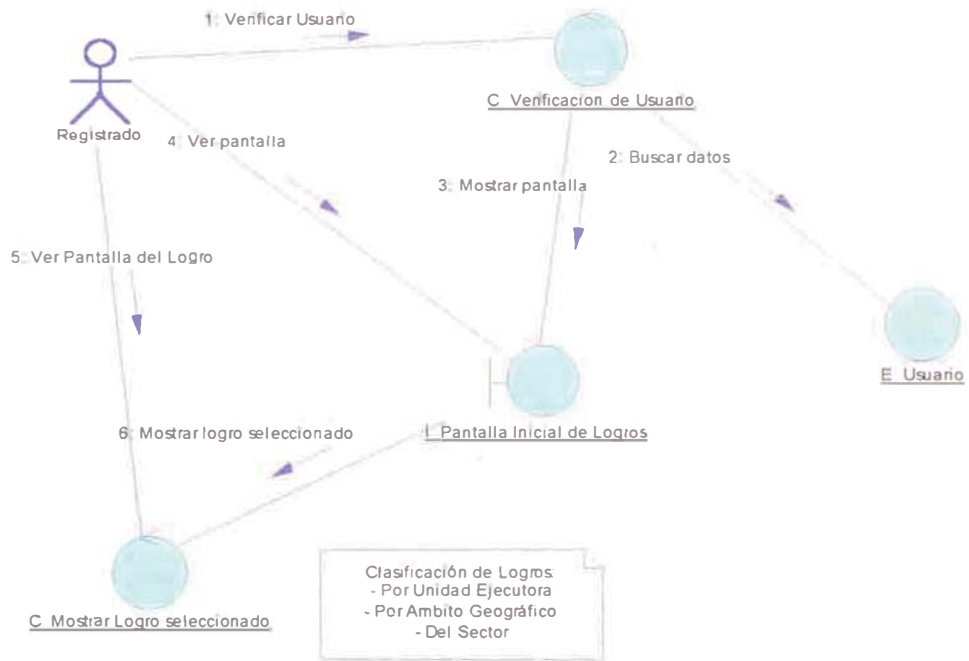 1: Verificar Usuario
C_Verificacion de Usuario
Registrado
4: Ver pantalla
2: Buscar datos
3: Mostrar pantalla
5: Ver Pantalla del Logro
E_Usuario
6: Mostrar logro seleccionado
I_Pantalla Inicial de Logros
Clasificación de Logros:
- Por Unidad Ejecutora
- Por Ambito Geográfico
- Del Sector
C_Mostrar Logro seleccionado